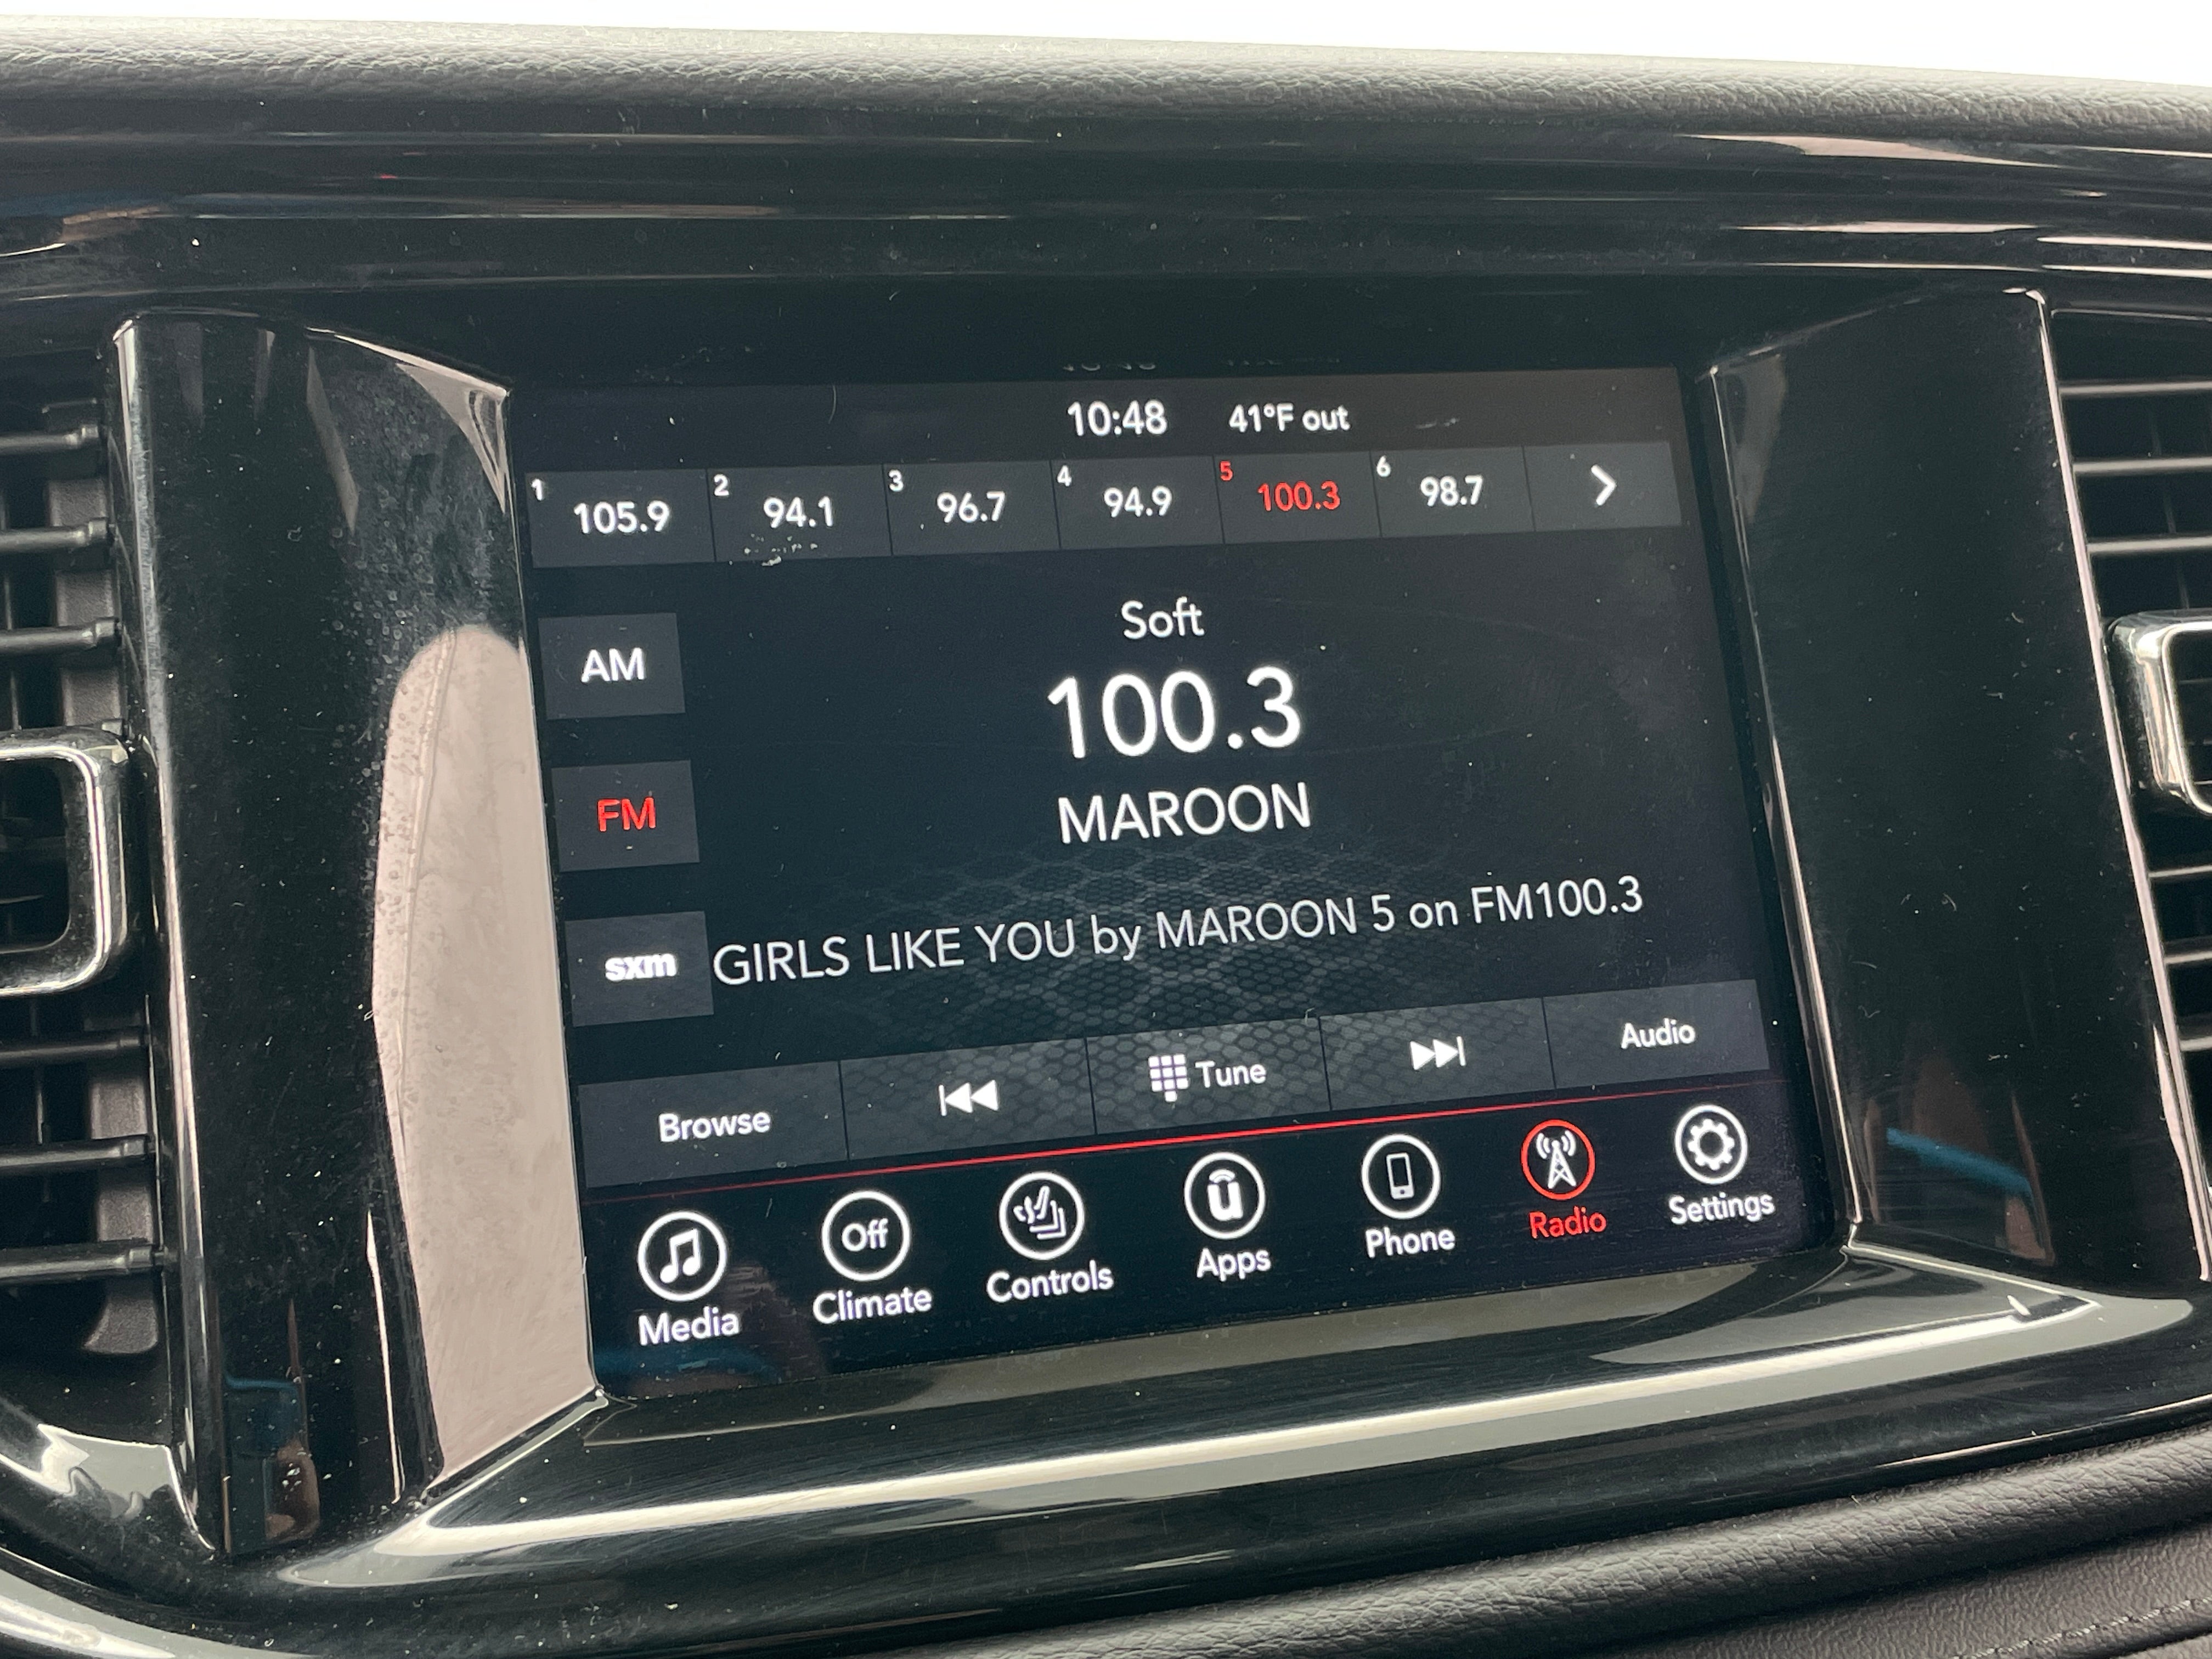 10:48 41°F out
1 105.9 2 94.1 3 96.7 4 94.9 5 100.3 6 98.7
Soft
AM
100.3
FM
MAROON
sxm
GIRLS LIKE YOU by MAROON 5 on FM100.3
Browse Tune Audio
Off
Media Climate Controls Apps Phone Radio Settings